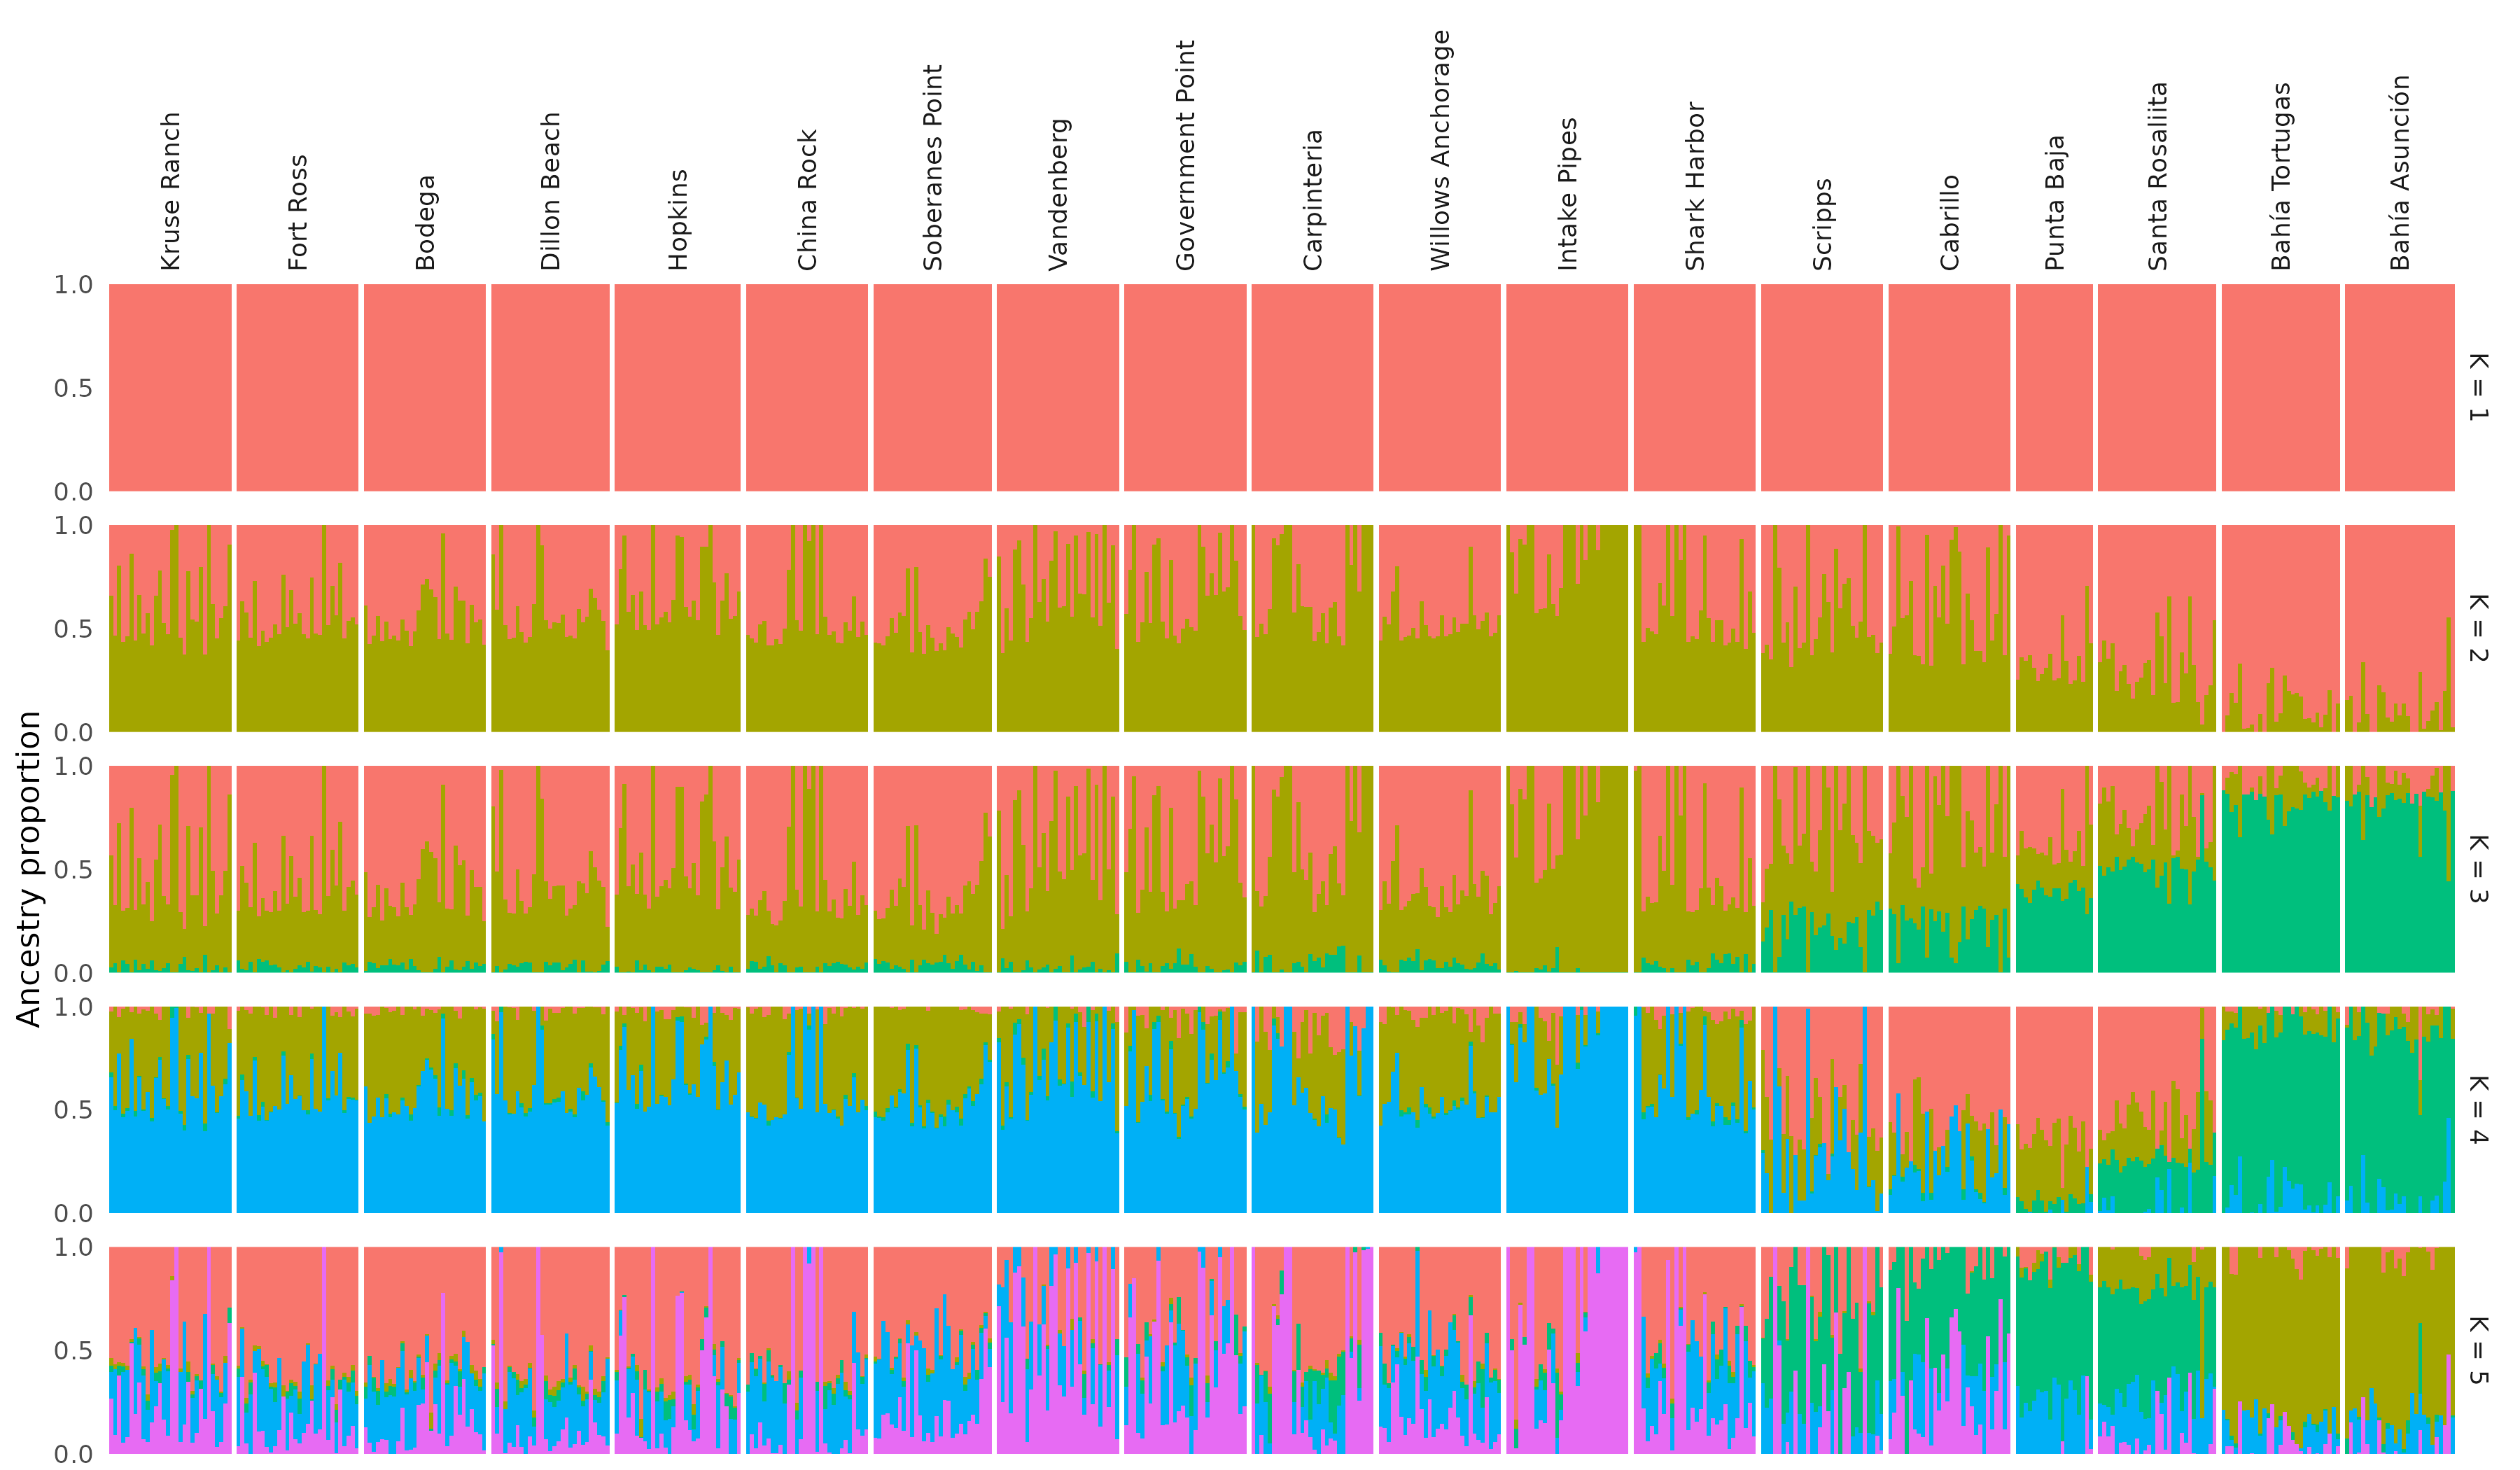 Kruse Ranch
Fort Ross
Bodega
Dillon Beach
Hopkins
China Rock
Soberanes Point
Vandenberg
Government Point
Carpinteria
Willows Anchorage
Intake Pipes
Shark Harbor
Scripps
Cabrillo
Punta Baja
Santa Rosaliita
Bahía Tortugas
Bahía Asunción
Ancestry proportion
1.0
0.5
0.0
K = 1
1.0
0.5
0.0
K = 2
1.0
0.5
0.0
K = 3
1.0
0.5
0.0
K = 4
1.0
0.5
0.0
K = 5